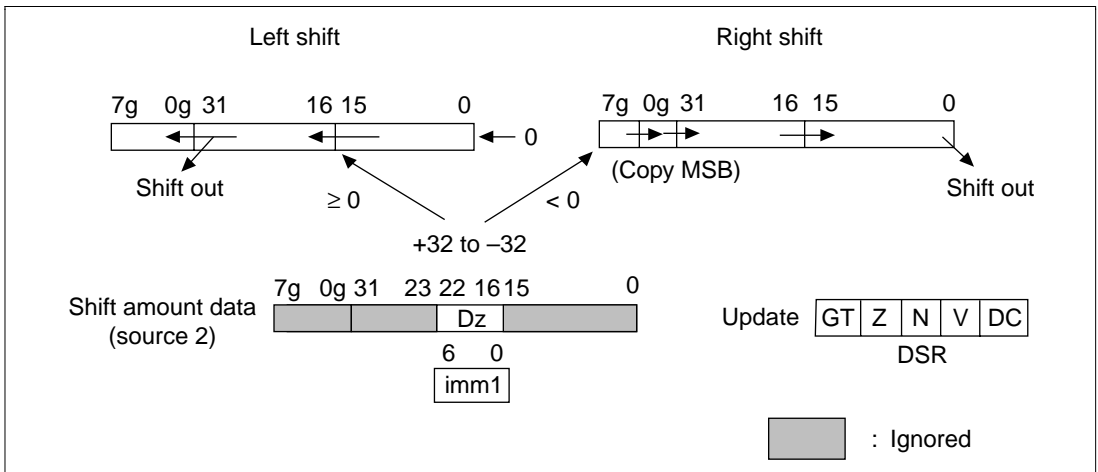 Left shift
Right shift
7g 0g 31 16 15 0
7g 0g 31 16 15 0
0
(Copy MSB)
Shift out
Shift out
≥ 0
< 0
+32 to –32
7g 0g 31 23 22 16 15 0
Shift amount data
(source 2)
Dz
Update GT Z N V DC
6 0
DSR
imm1
: Ignored